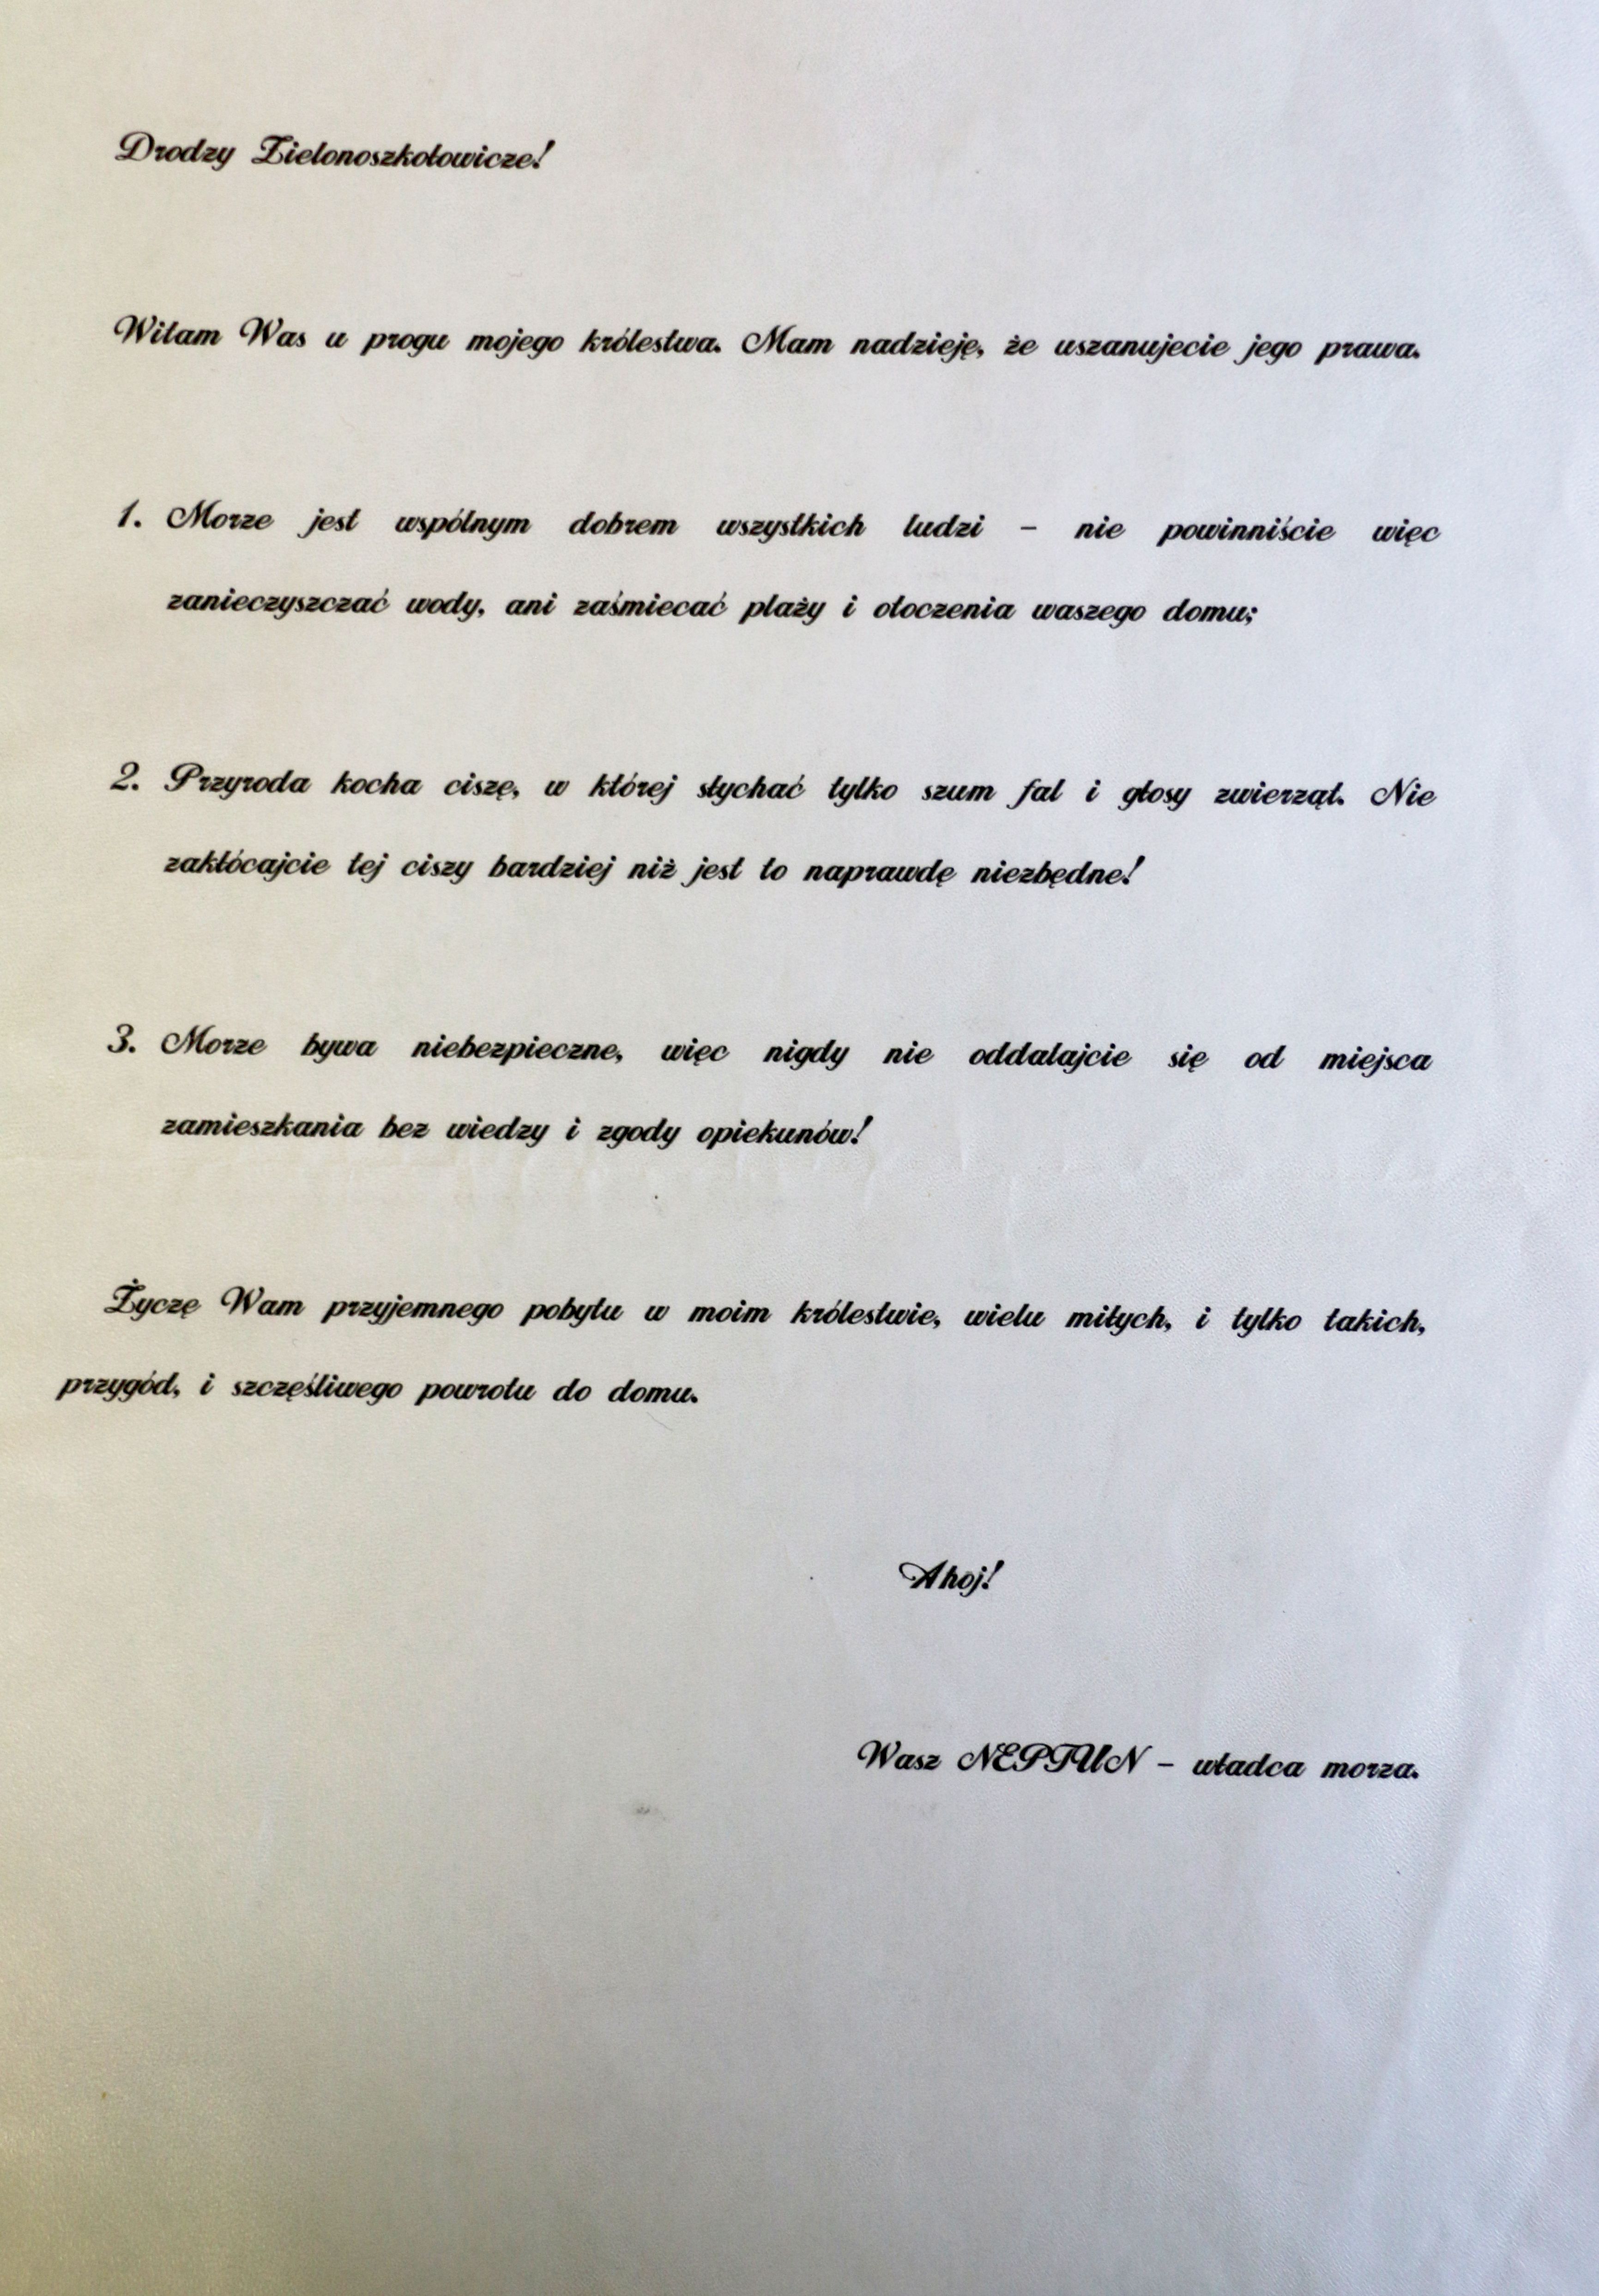 Drodzy Zielonoszkołowicze!
Witam Was u progu mojego królestwa. Mam nadzieję, że uszanujecie jego prawa.
1. Morze jest wspólnym dobrem wszystkich ludzi – nie powinniście więc
zanieczyszczać wody, ani zaśmiecać plaży i otoczenia waszego domu;
2. Przyroda kocha ciszę, w której słychać tylko szum fal i głosy zwierząt. Nie
zakłócajcie tej ciszy bardziej niż jest to naprawdę niezbędne!
3. Morze bywa niebezpieczne, więc nigdy nie oddalajcie się od miejsca
zamieszkania bez wiedzy i zgody opiekunów!
Życzę Wam przyjemnego pobytu w moim królestwie, wielu miłych, i tylko takich,
przygód, i szczęśliwego powrotu do domu.
Ahoj!
Wasz NEPTUN – władca morza.